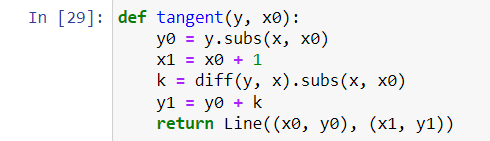 In [29]: def tangent(y, x0):
    y0 = y.subs(x, x0)
    x1 = x0 + 1
    k = diff(y, x).subs(x, x0)
    y1 = y0 + k
    return Line((x0, y0), (x1, y1))